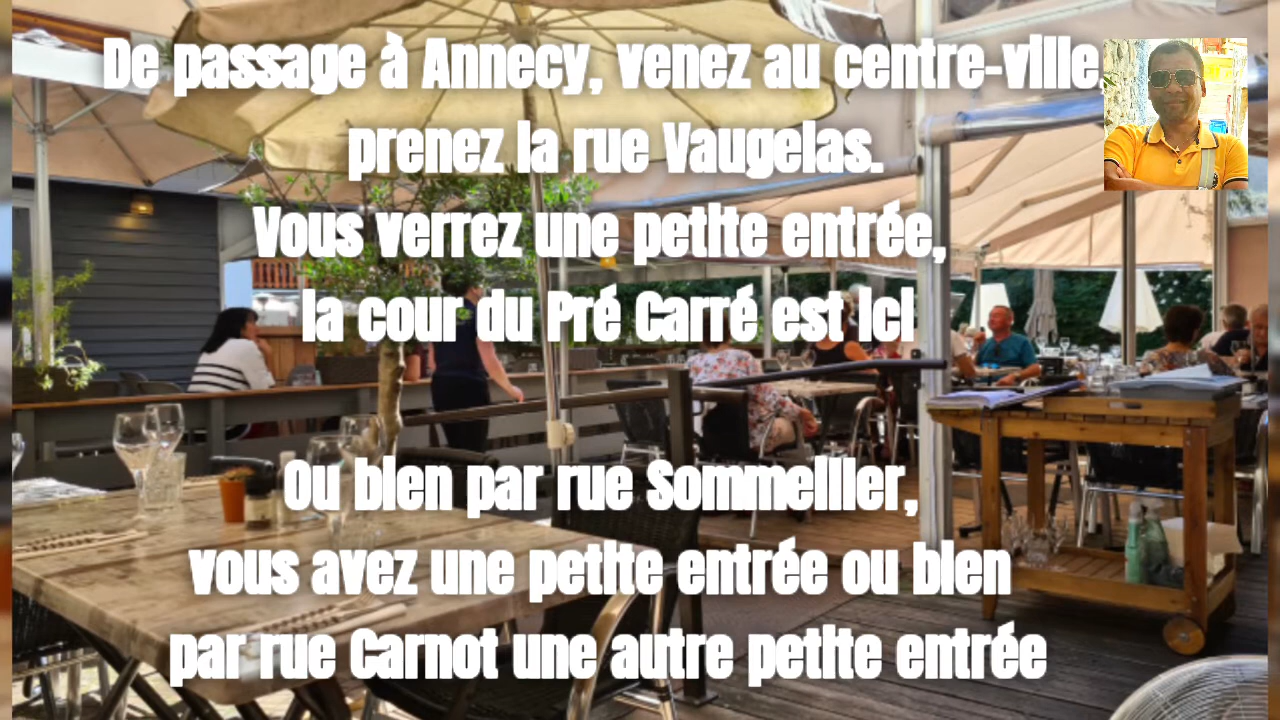 De passage à Annecy, venez au centre-ville,
prenez la rue Vaugelas.
Vous verrez une petite entrée,
la cour du Pré Carré est ici
Ou bien par rue Sommeiller,
vous avez une petite entrée ou bien
par rue Carnot une autre petite entrée